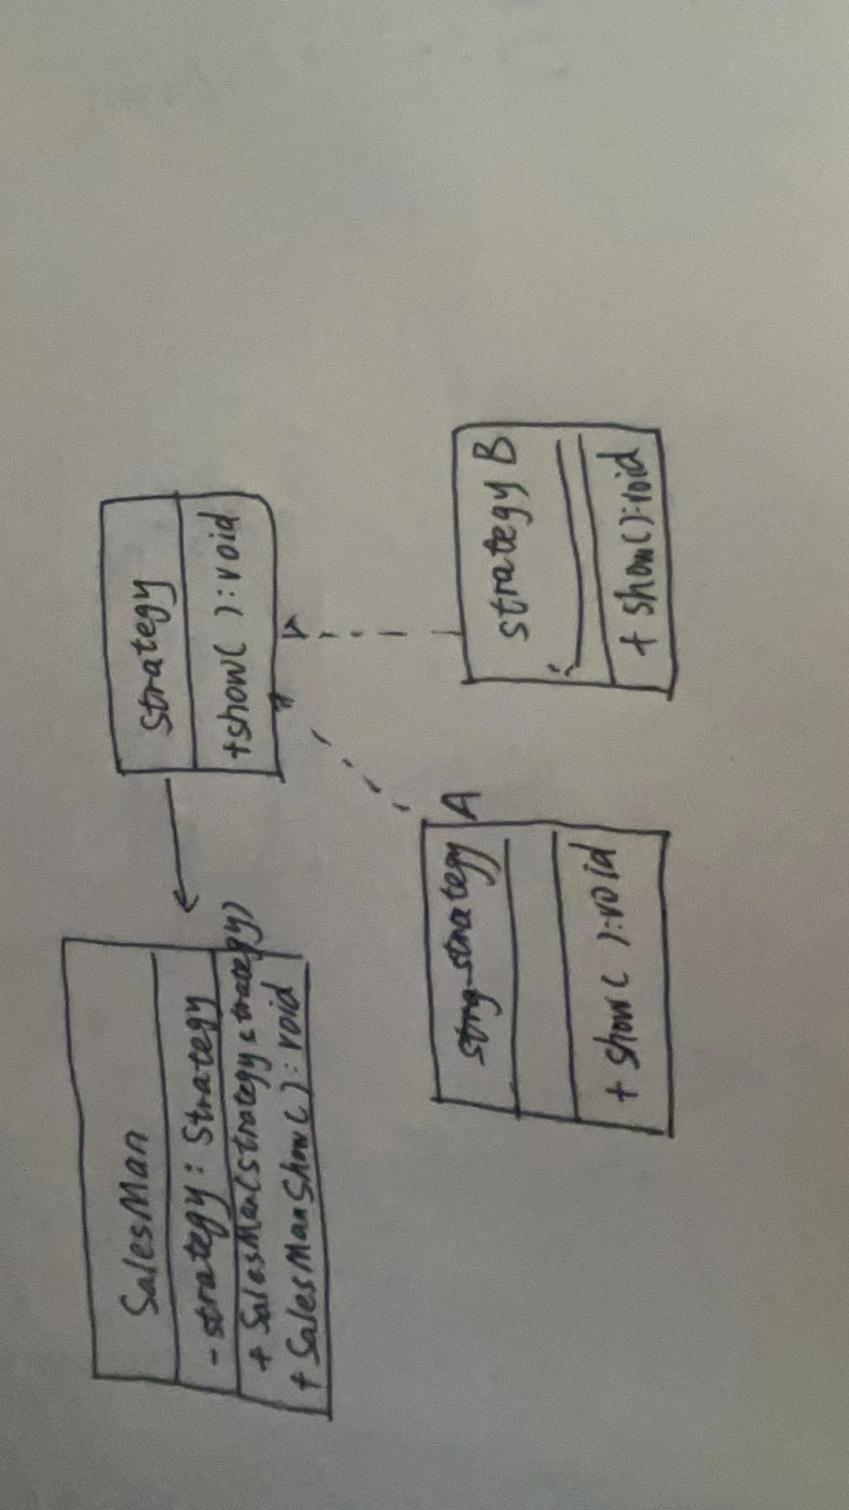 SalesMan
- strategy : Strategy
+ SalesMan(strategy strategy)
+ SalesManShow( ): void
strategy
+show( ):void
strategy A
+ show( ):void
strategy B
+ show():void